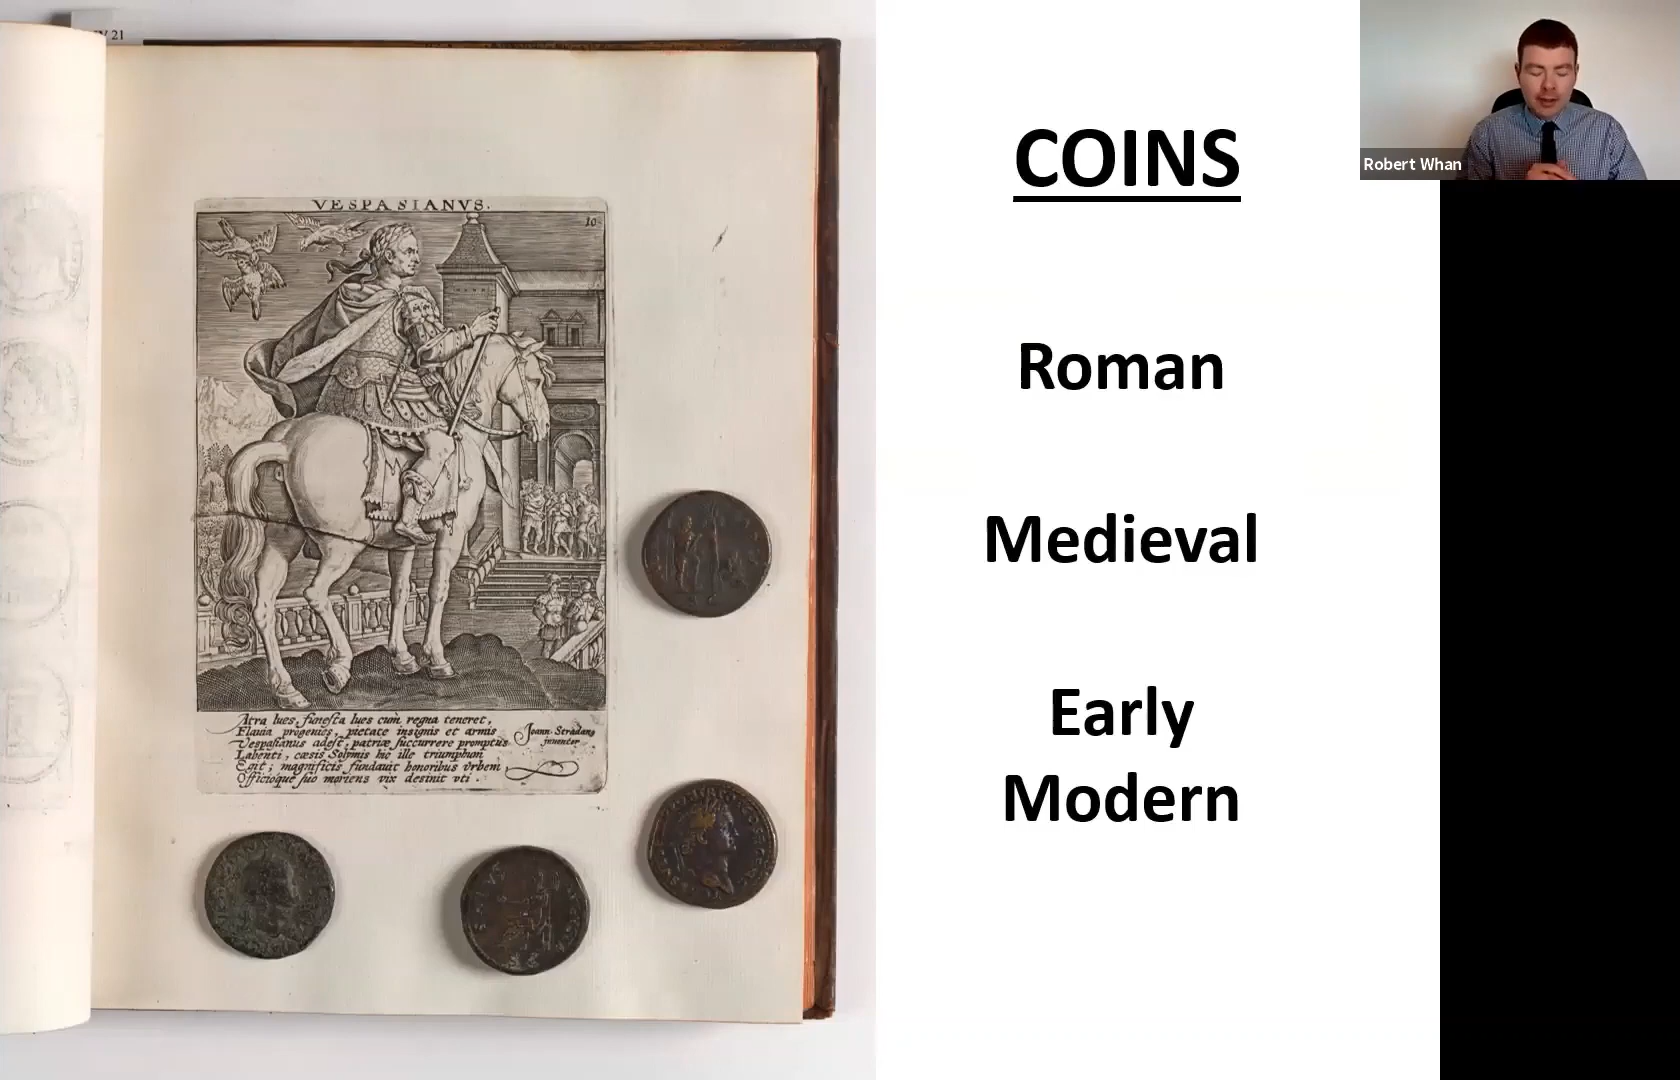 V 21
VESPASIANVS.
10
Atra lues, funesta lues cum regna teneret,
Flauia progenies, pietate insignis et armis
Vespasianus adest, patriæ succurrere promptus
Labenti, cæsis Solymis hic ille triumphum
Egit; magnificis fundauit honoribus vrbem,
Officioque suo moriens vix desinit vti.
Joann. Stradanus
inventor
COINS
Roman
Medieval
Early
Modern
Robert Whan